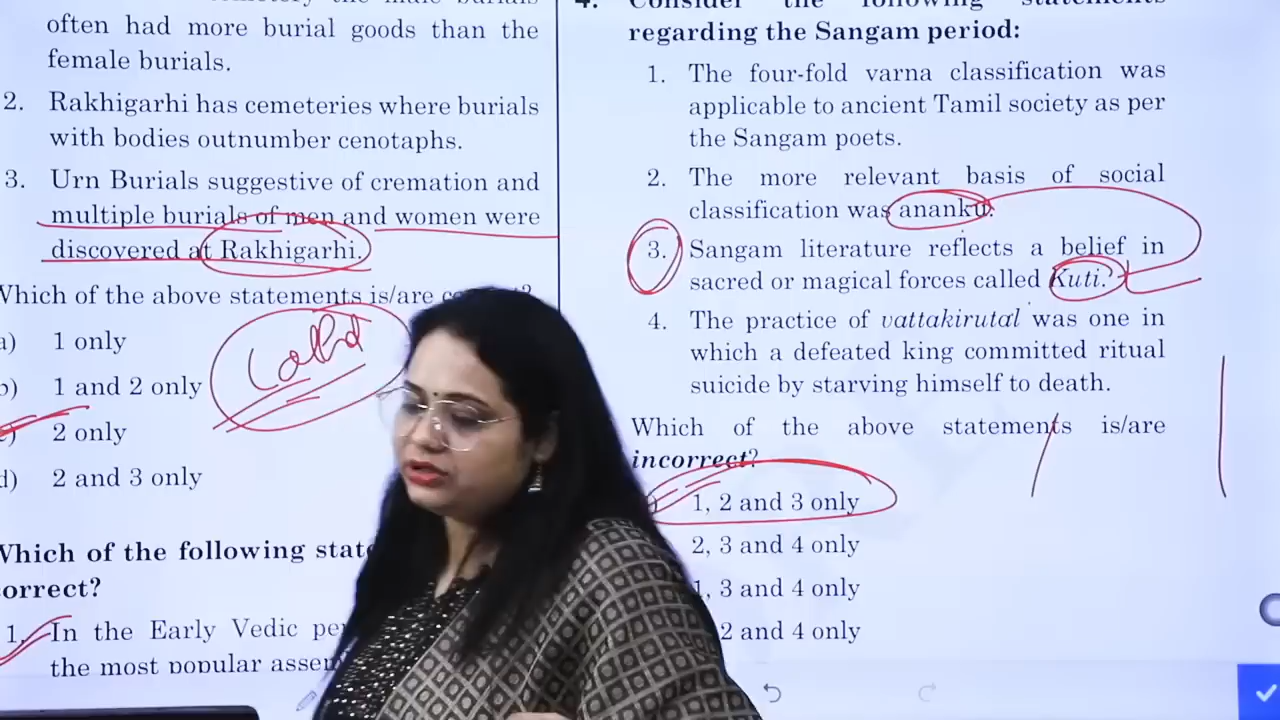 often had more burial goods than the
female burials.
2. Rakhigarhi has cemeteries where burials
with bodies outnumber cenotaphs.
3. Urn Burials suggestive of cremation and
multiple burials of men and women were
discovered at Rakhigarhi.
Which of the above statements is/are
a) 1 only
b) 1 and 2 only
c) 2 only
d) 2 and 3 only
Which of the following
correct?
1. In the Early Vedic
the most popular
4. Consider the following statements
regarding the Sangam period:
1. The four-fold varna classification was
applicable to ancient Tamil society as per
the Sangam poets.
2. The more relevant basis of social
classification was ananku.
3. Sangam literature reflects a belief in
sacred or magical forces called Kuti.
4. The practice of vattakirutal was one in
which a defeated king committed ritual
suicide by starving himself to death.
Which of the above statements is/are
incorrect?
1, 2 and 3 only
2, 3 and 4 only
1, 3 and 4 only
2 and 4 only